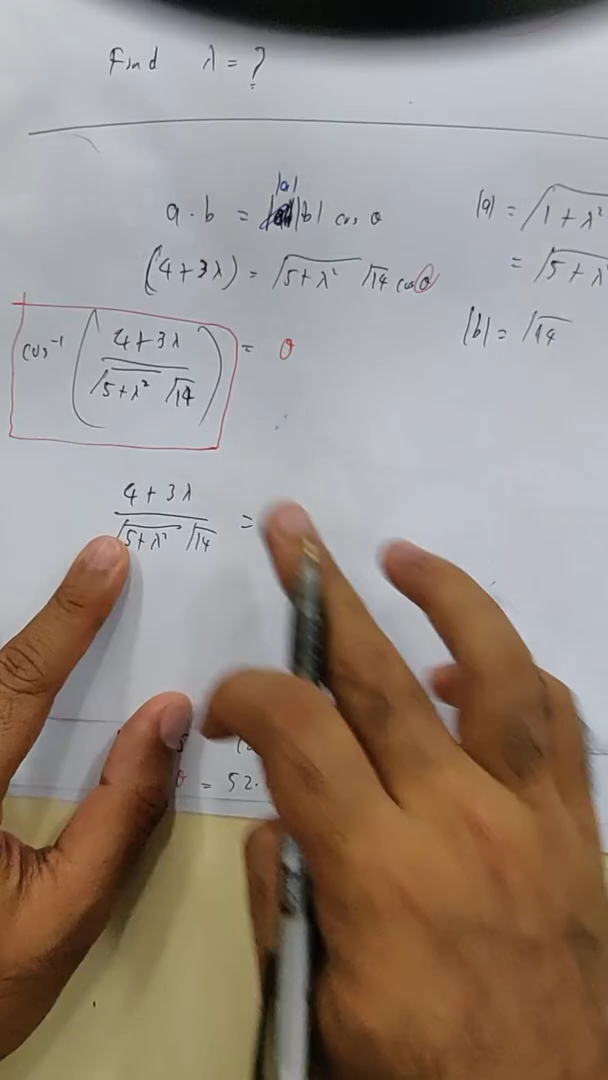 Find λ = ?
|a|
a · b = |b| cos θ
|a| = √1 + λ²
(4+3λ) = √5+λ² √14 cos θ
= √5+λ
|b| = √14
cos⁻¹ (4+3λ / √5+λ² √14) = θ
4+3λ / √5+λ² √14 =
θ = 52.